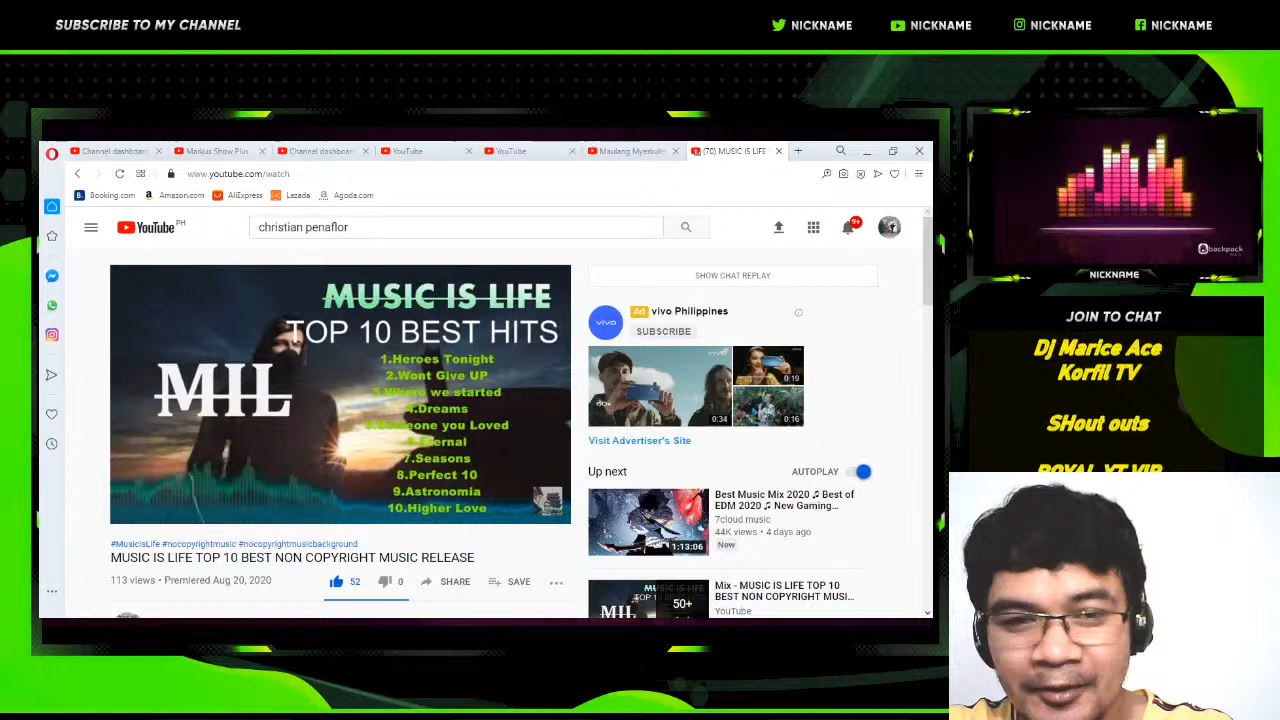 SUBSCRIBE TO MY CHANNEL
NICKNAME
NICKNAME
NICKNAME
NICKNAME
Channel dashboard
Markus Show Plus
Channel dashboard
YouTube
YouTube
Maulang Myerkules
(70) MUSIC IS LIFE
www.youtube.com/watch
Booking.com
Amazon.com
AliExpress
Lazada
Agoda.com
YouTube PH
christian penaflor
9+
MUSIC IS LIFE
TOP 10 BEST HITS
MIL
1.Heroes Tonight
2.Wont Give UP
3.Where we started
4.Dreams
5.Someone you Loved
6.Eternal
7.Seasons
8.Perfect 10
9.Astronomia
10.Higher Love
#MusicisLife #nocopyrightmusic #nocopyrightmusicbackground
MUSIC IS LIFE TOP 10 BEST NON COPYRIGHT MUSIC RELEASE
113 views • Premiered Aug 20, 2020
52
0
SHARE
SAVE
SHOW CHAT REPLAY
vivo
Ad vivo Philippines
SUBSCRIBE
0:34
0:19
0:16
Visit Advertiser's Site
Up next
AUTOPLAY
1:13:06
Best Music Mix 2020 ♫ Best of
EDM 2020 ♫ New Gaming...
7cloud music
44K views • 4 days ago
New
MIL
50+
Mix - MUSIC IS LIFE TOP 10
BEST NON COPYRIGHT MUSI...
YouTube
backpack
NICKNAME
JOIN TO CHAT
Dj Marice Ace
Korfil TV
SHout outs
ROYAL YT VIP